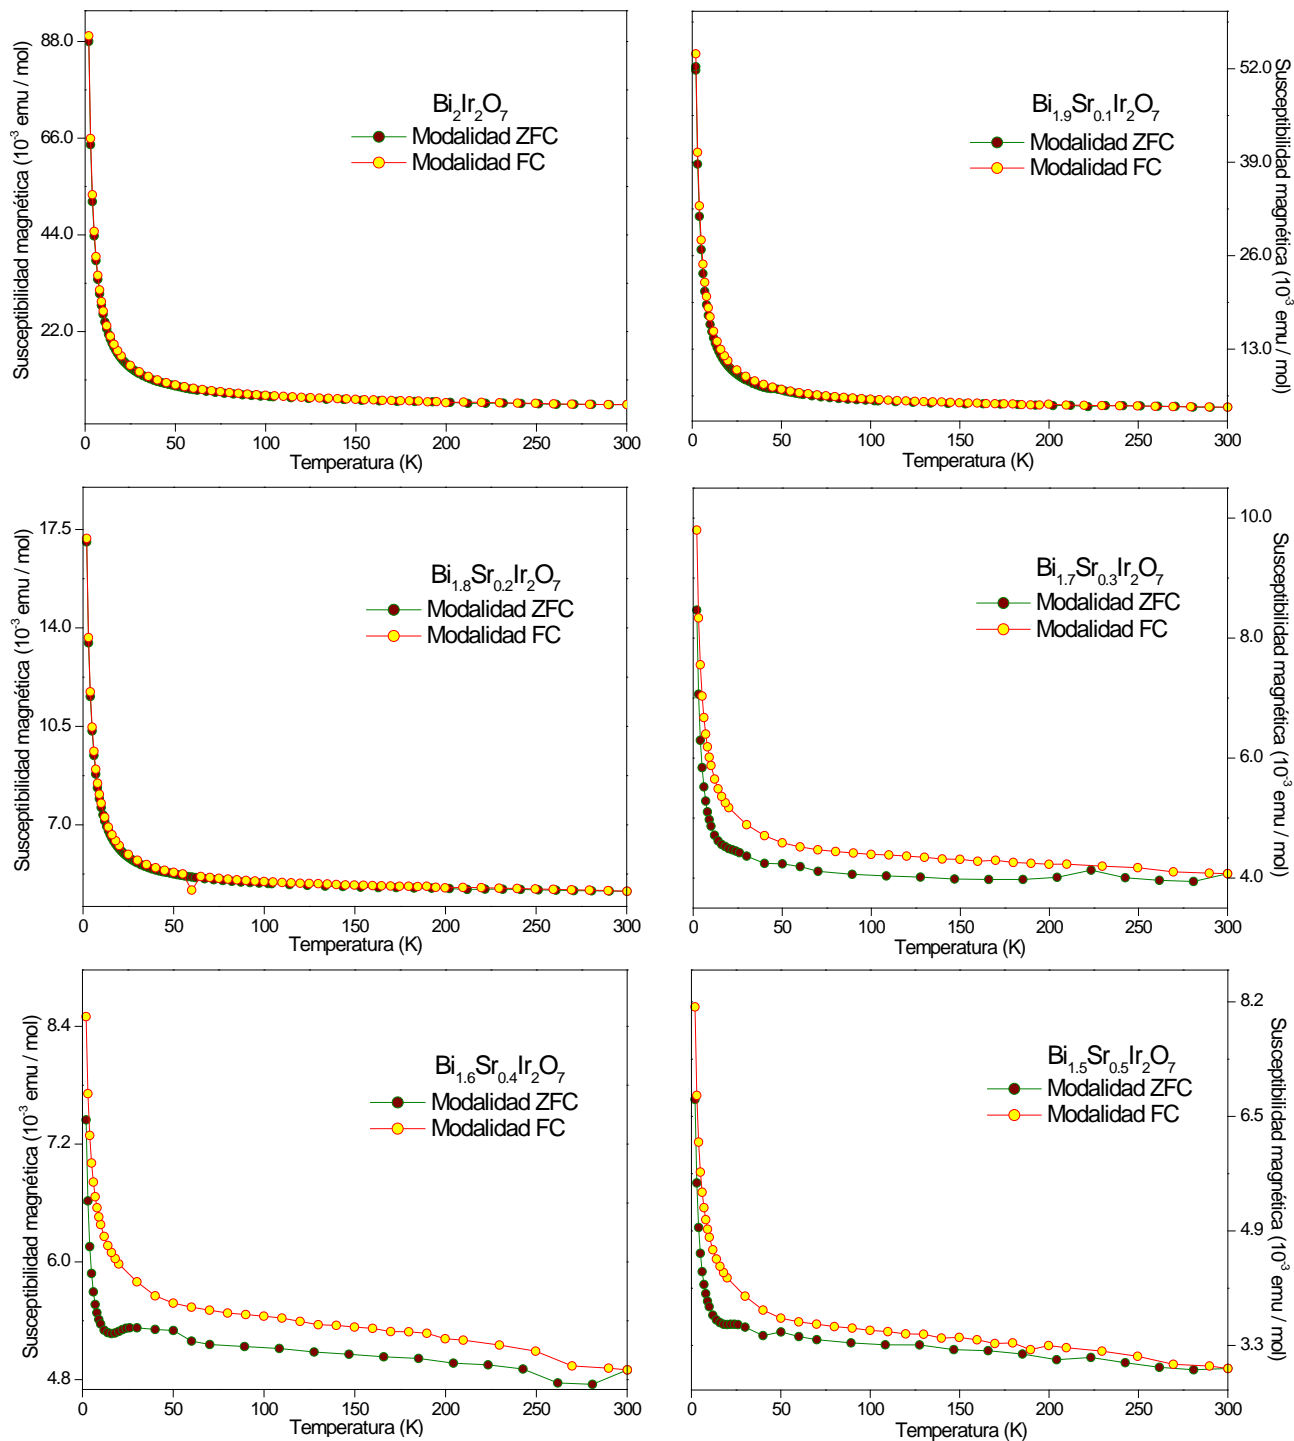 Susceptibilidad magnética (10⁻³ emu / mol)
88.0
66.0
44.0
22.0
Bi₂Ir₂O₇
Modalidad ZFC
Modalidad FC
0 50 100 150 200 250 300
Temperatura (K)
Bi₁.₉Sr₀.₁Ir₂O₇
Modalidad ZFC
Modalidad FC
52.0
39.0
26.0
13.0
Susceptibilidad magnética (10⁻³ emu / mol)
0 50 100 150 200 250 300
Temperatura (K)
Susceptibilidad magnética (10⁻³ emu / mol)
17.5
14.0
10.5
7.0
Bi₁.₈Sr₀.₂Ir₂O₇
Modalidad ZFC
Modalidad FC
0 50 100 150 200 250 300
Temperatura (K)
Bi₁.₇Sr₀.₃Ir₂O₇
Modalidad ZFC
Modalidad FC
10.0
8.0
6.0
4.0
Susceptibilidad magnética (10⁻³ emu / mol)
0 50 100 150 200 250 300
Temperatura (K)
Susceptibilidad magnética (10⁻³ emu / mol)
8.4
7.2
6.0
4.8
Bi₁.₆Sr₀.₄Ir₂O₇
Modalidad ZFC
Modalidad FC
0 50 100 150 200 250 300
Temperatura (K)
Bi₁.₅Sr₀.₅Ir₂O₇
Modalidad ZFC
Modalidad FC
8.2
6.5
4.9
3.3
Susceptibilidad magnética (10⁻³ emu / mol)
0 50 100 150 200 250 300
Temperatura (K)